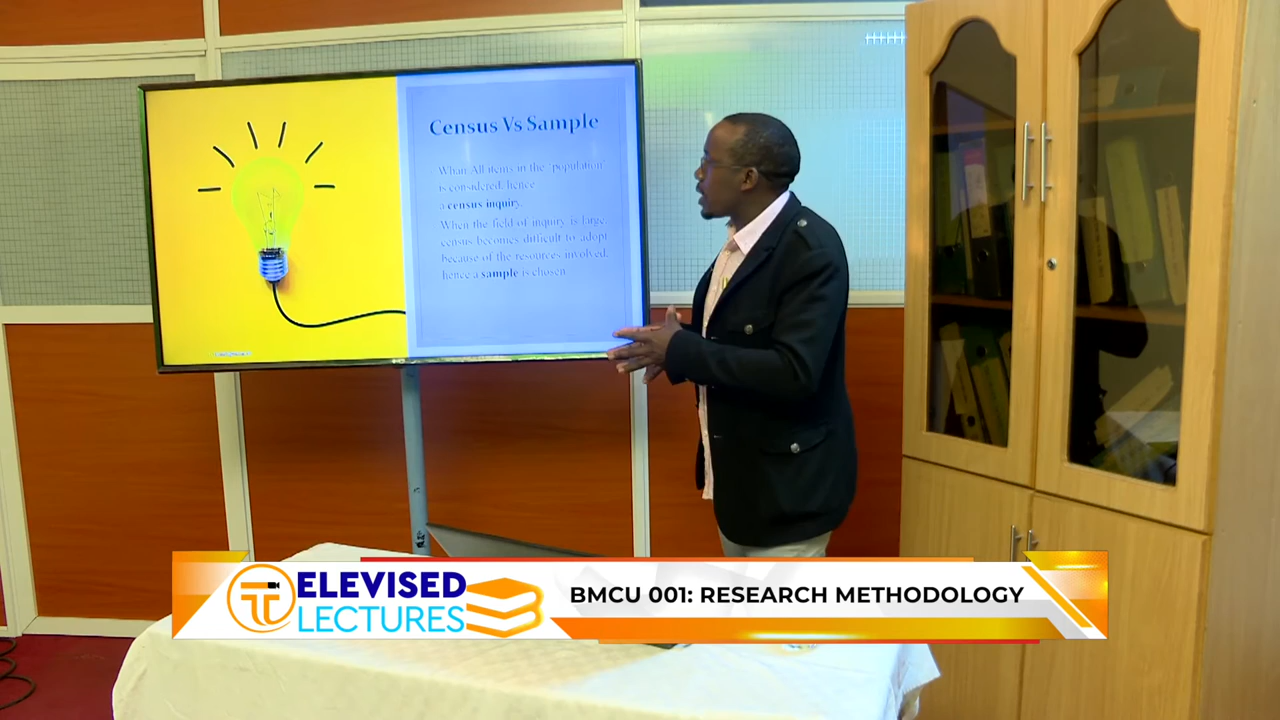 Census Vs Sample
When All items in the 'population'
is considered, hence
a census inquiry.
When the field of inquiry is large,
census becomes difficult to adopt
because of the resources involved,
hence a sample is chosen.
TELEVISED
LECTURES
BMCU 001: RESEARCH METHODOLOGY